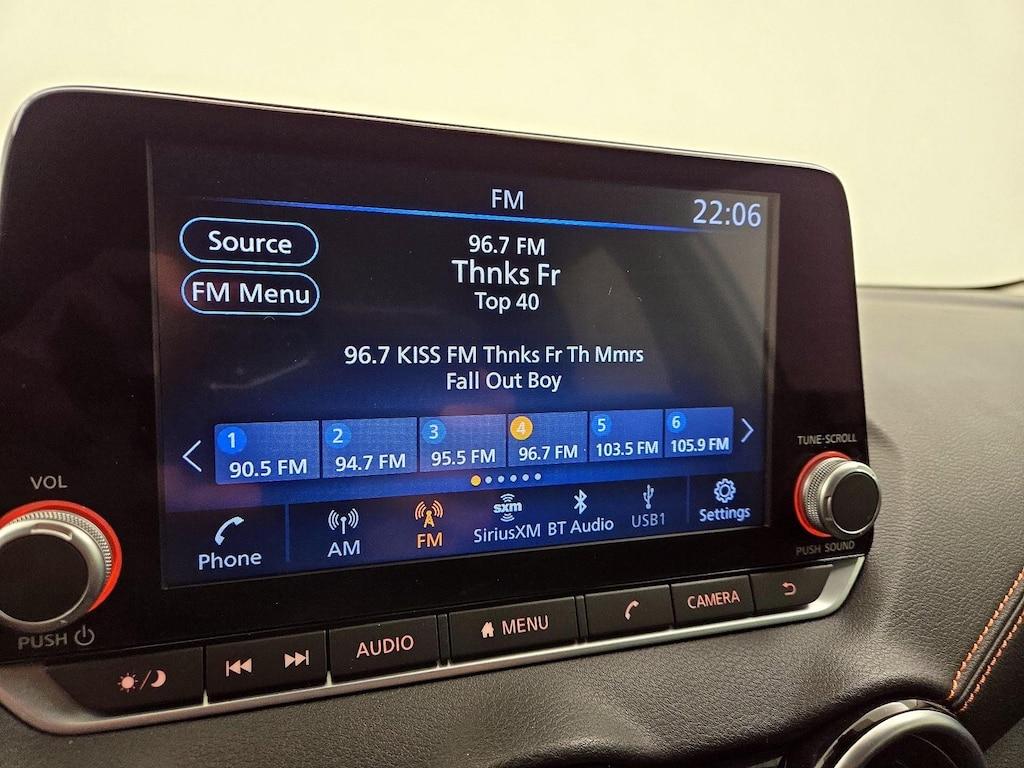 FM
22:06
Source
FM Menu
96.7 FM
Thnks Fr
Top 40
96.7 KISS FM Thnks Fr Th Mmrs
Fall Out Boy
1 2 3 4 5 6
90.5 FM 94.7 FM 95.5 FM 96.7 FM 103.5 FM 105.9 FM
sxm
Phone AM FM SiriusXM BT Audio USB1 Settings
VOL
PUSH
TUNE·SCROLL
PUSH SOUND
AUDIO MENU CAMERA